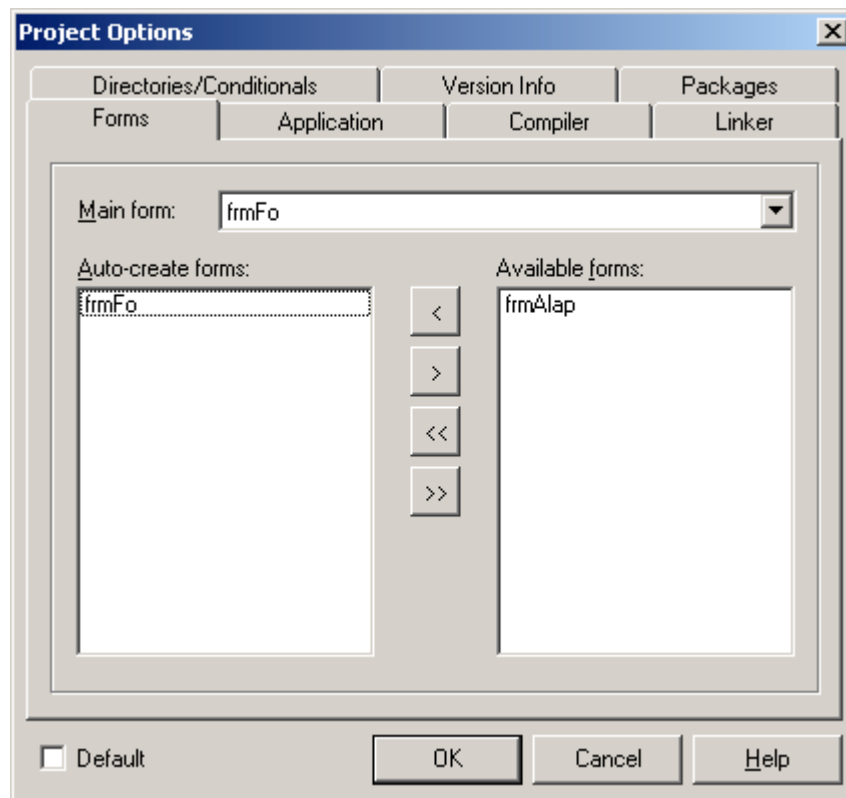 Project Options
Directories/Conditionals Version Info Packages
Forms Application Compiler Linker
Main form: frmFo
Auto-create forms: Available forms:
frmFo frmAlap
<
>
<<
>>
Default OK Cancel Help